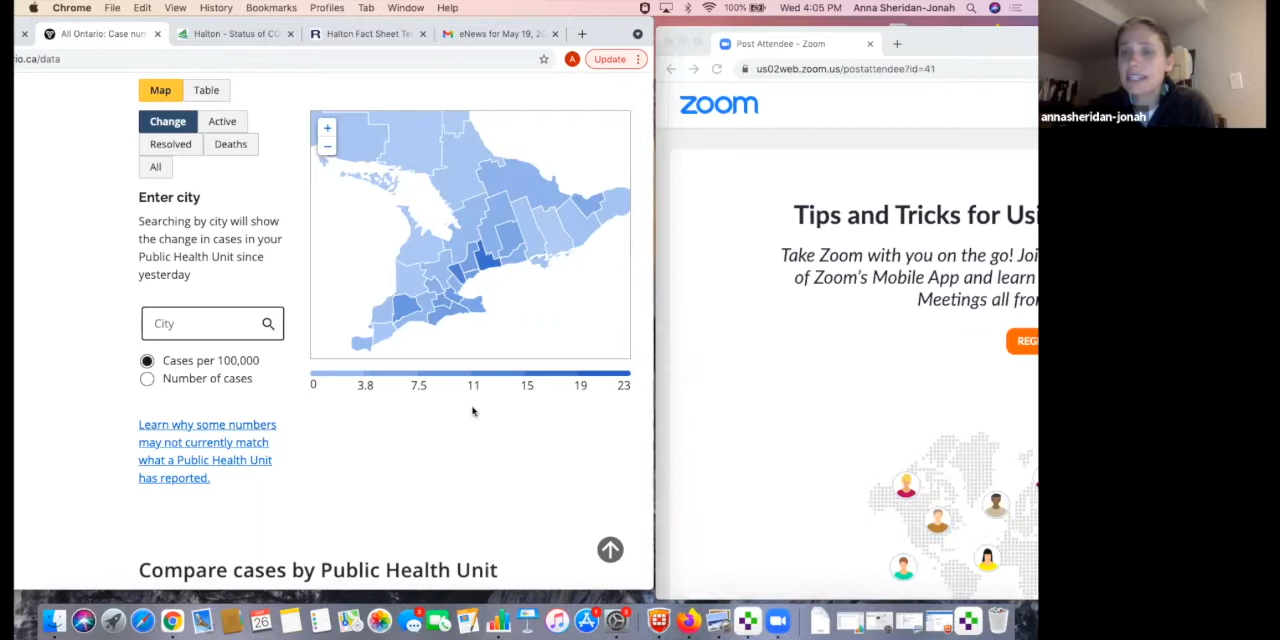 Chrome File Edit View History Bookmarks Profiles Tab Window Help
100% Wed 4:05 PM Anna Sheridan-Jonah
All Ontario: Case num
Halton - Status of CO
Halton Fact Sheet Te
eNews for May 19, 20
Post Attendee - Zoom
rio.ca/data
A
Update
us02web.zoom.us/postattendee?id=41
annasheridan-jonah
zoom
Map Table
Change Active
Resolved Deaths
All
Enter city
Searching by city will show
the change in cases in your
Public Health Unit since
yesterday
City
Cases per 100,000
Number of cases
+
−
0 3.8 7.5 11 15 19 23
Learn why some numbers
may not currently match
what a Public Health Unit
has reported.
Compare cases by Public Health Unit
Tips and Tricks for Usi
Take Zoom with you on the go! Joi
of Zoom's Mobile App and learn
Meetings all fro
REG
26